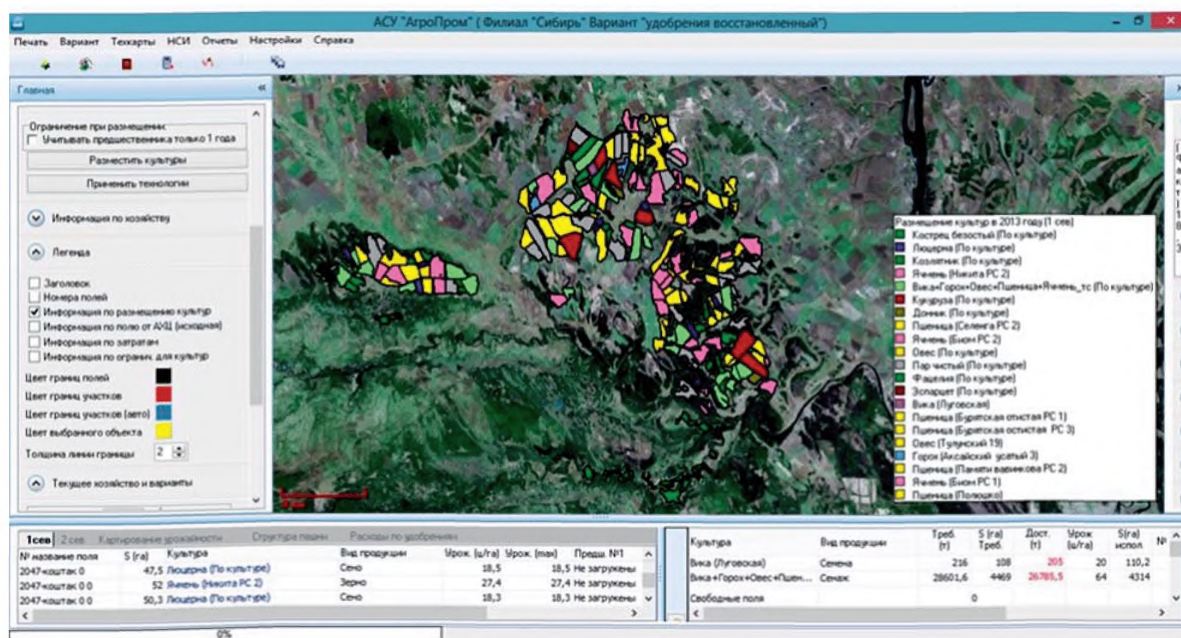 АСУ "АгроПром" ( Филиал "Сибирь" Вариант "удобрения восстановленный")
Печать Вариант Техкарты НСИ Отчеты Настройки Справка
Главная
Ограничение при размещении:
Учитывать предшественника только 1 года
Разместить культуры
Применить технологии
Информация по хозяйству
Легенда
Заголовок
Номера полей
Информация по размещению культур
Информация по полю от АХЦ (исходная)
Информация по затратам
Информация по огранич. для культур
Цвет границ полей
Цвет границ участков
Цвет границ участков (авто)
Цвет выбранного объекта
Толщина линии границы 2
Текущее хозяйство и варианты
Размещение культур в 2013 году (1 сев)
Кострец безостый (По культуре)
Люцерна (По культуре)
Козлятник (По культуре)
Ячмень (Никита РС 2)
Вика+Горох+Овес+Пшеница+Ячмень_тс (По культуре)
Кукуруза (По культуре)
Донник (По культуре)
Пшеница (Селенга РС 2)
Ячмень (Биом РС 2)
Овес (По культуре)
Пар чистый (По культуре)
Фацелия (По культуре)
Эспарцет (По культуре)
Вика (Луговская)
Пшеница (Бурятская отистая РС 1)
Пшеница (Бурятская остистая РС 3)
Овес (Тулунский 19)
Горох (Аксайский усатый 3)
Пшеница (Памяти вавинкова РС 2)
Ячмень (Биом РС 1)
Пшеница (Полюшко)
1сев 2 сев Картирование урожайности Структура пашни Расходы по удобрениям
№ название поля S (га) Культура Вид продукции Урож. (ц/га) Урож. (max) Предш. №1
2047-коштак 0 47,5 Люцерна (По культуре) Сено 18,5 18,5 Не загружены
2047-коштак 0 0 52 Ячмень (Никита РС 2) Зерно 27,4 27,4 Не загружены
2047-коштак 0 0 50,3 Люцерна (По культуре) Сено 18,3 18,3 Не загружены
Культура Вид продукции Треб. (т) S (га) Треб. Дост. (т) Урож (ц/га) S(га) испол. №
Вика (Луговская) Семена 216 108 205 20 110,2
Вика+Горох+Овес+Пшен... Сенаж 28601,6 4469 26785,5 64 4314
Свободные поля 0
0%